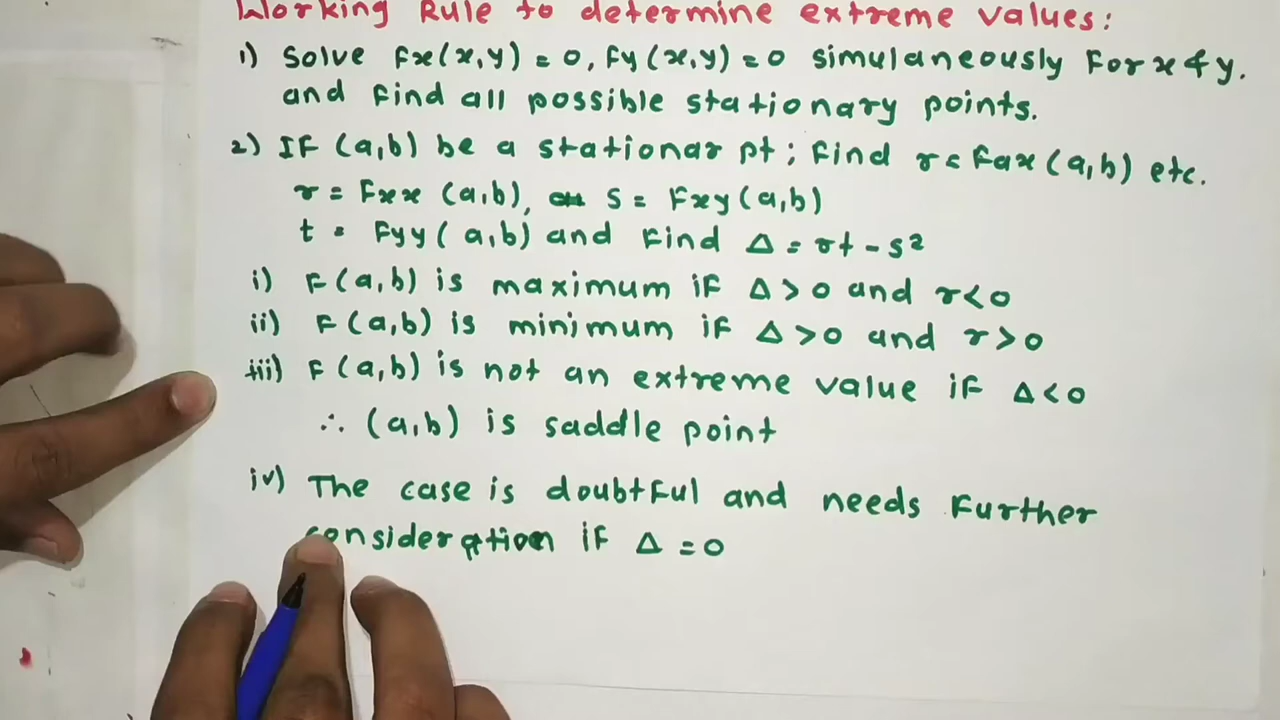 Working Rule to determine extreme values:
1) Solve Fx(x,y) = 0, Fy(x,y) = 0 simulaneously For x & y.
and Find all possible stationary points.
2) IF (a,b) be a stationar pt; Find r = Fax (a,b) etc.
r = Fxx (a,b), S = Fxy(a,b)
t = Fyy(a,b) and Find Δ = rt - s²
i) F(a,b) is maximum iF Δ>0 and r<0
ii) F(a,b) is minimum iF Δ>0 and r>0
iii) F(a,b) is not an extreme value iF Δ<0
∴ (a,b) is saddle point
iv) The case is doubtFul and needs Further
consideration iF Δ = 0